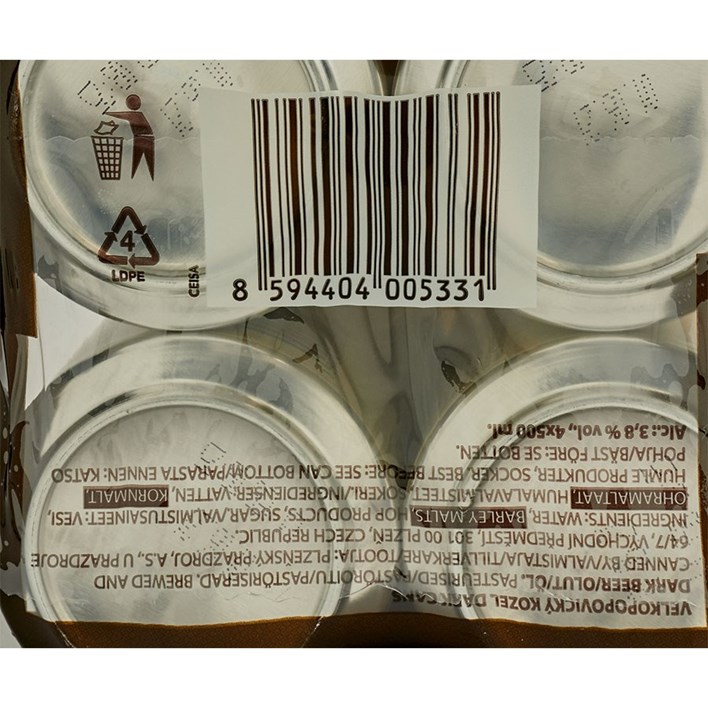 4
LDPE
CEISA
8 594404 005331
VELKOPOPOVICKÝ KOZEL DARK CANS
DARK BEER/OLUT/ÖL. PASTEURISED/PASTÖROITU/PASTÖRISERAD. BREWED AND
CANNED BY/VALMISTAJA/TILLVERKARE/TOOTJA: PLZEŇSKÝ PRAZDROJ, A.S., U PRAZDROJE
64/7, VÝCHODNÍ PŘEDMĚSTÍ, 301 00 PLZEN, CZECH REPUBLIC.
INGREDIENTS: WATER, BARLEY MALTS, HOP PRODUCTS, SUGAR./VALMISTUSAINEET: VESI,
OHRAMALTAAT, HUMALAVALMISTEET, SOKERI./INGREDIENSER: VATTEN, KORNMALT,
HUMLE PRODUKTER, SOCKER. BEST BEFORE: SEE CAN BOTTOM/PARASTA ENNEN: KATSO
POHJA/BÄST FÖRE: SE BOTTEN.
Alc.: 3,8 % vol., 4x500 ml.